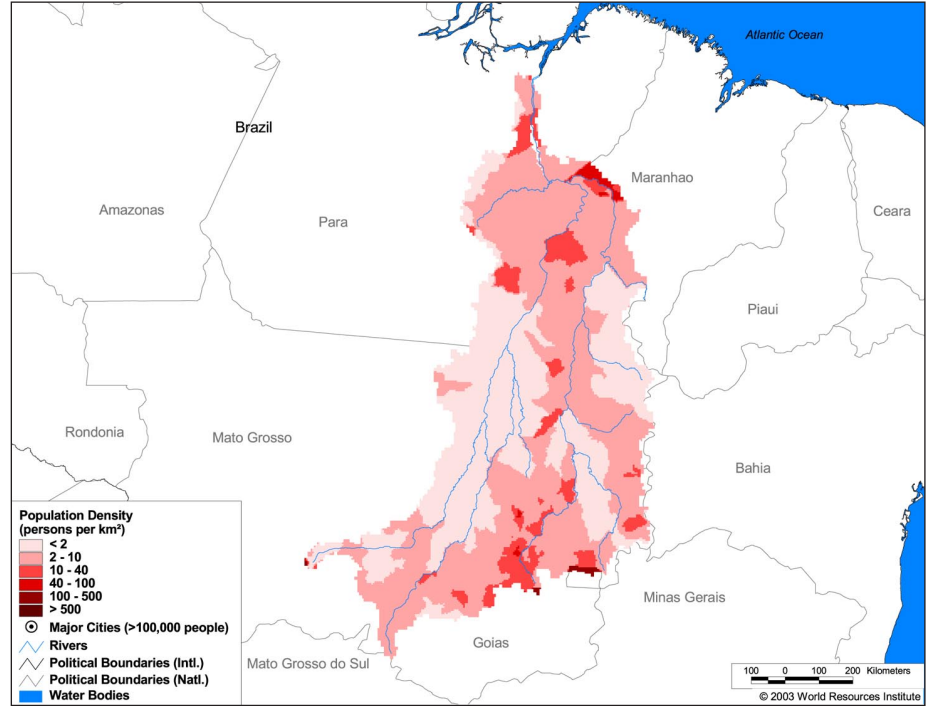 Atlantic Ocean
Brazil
Maranhao
Amazonas
Para
Ceara
Piaui
Rondonia
Mato Grosso
Bahia
Population Density
(persons per km²)
< 2
2 - 10
10 - 40
40 - 100
100 - 500
> 500
Major Cities (>100,000 people)
Rivers
Political Boundaries (Intl.)
Political Boundaries (Natl.)
Water Bodies
Minas Gerais
Goias
Mato Grosso do Sul
100 0 100 200 Kilometers
© 2003 World Resources Institute